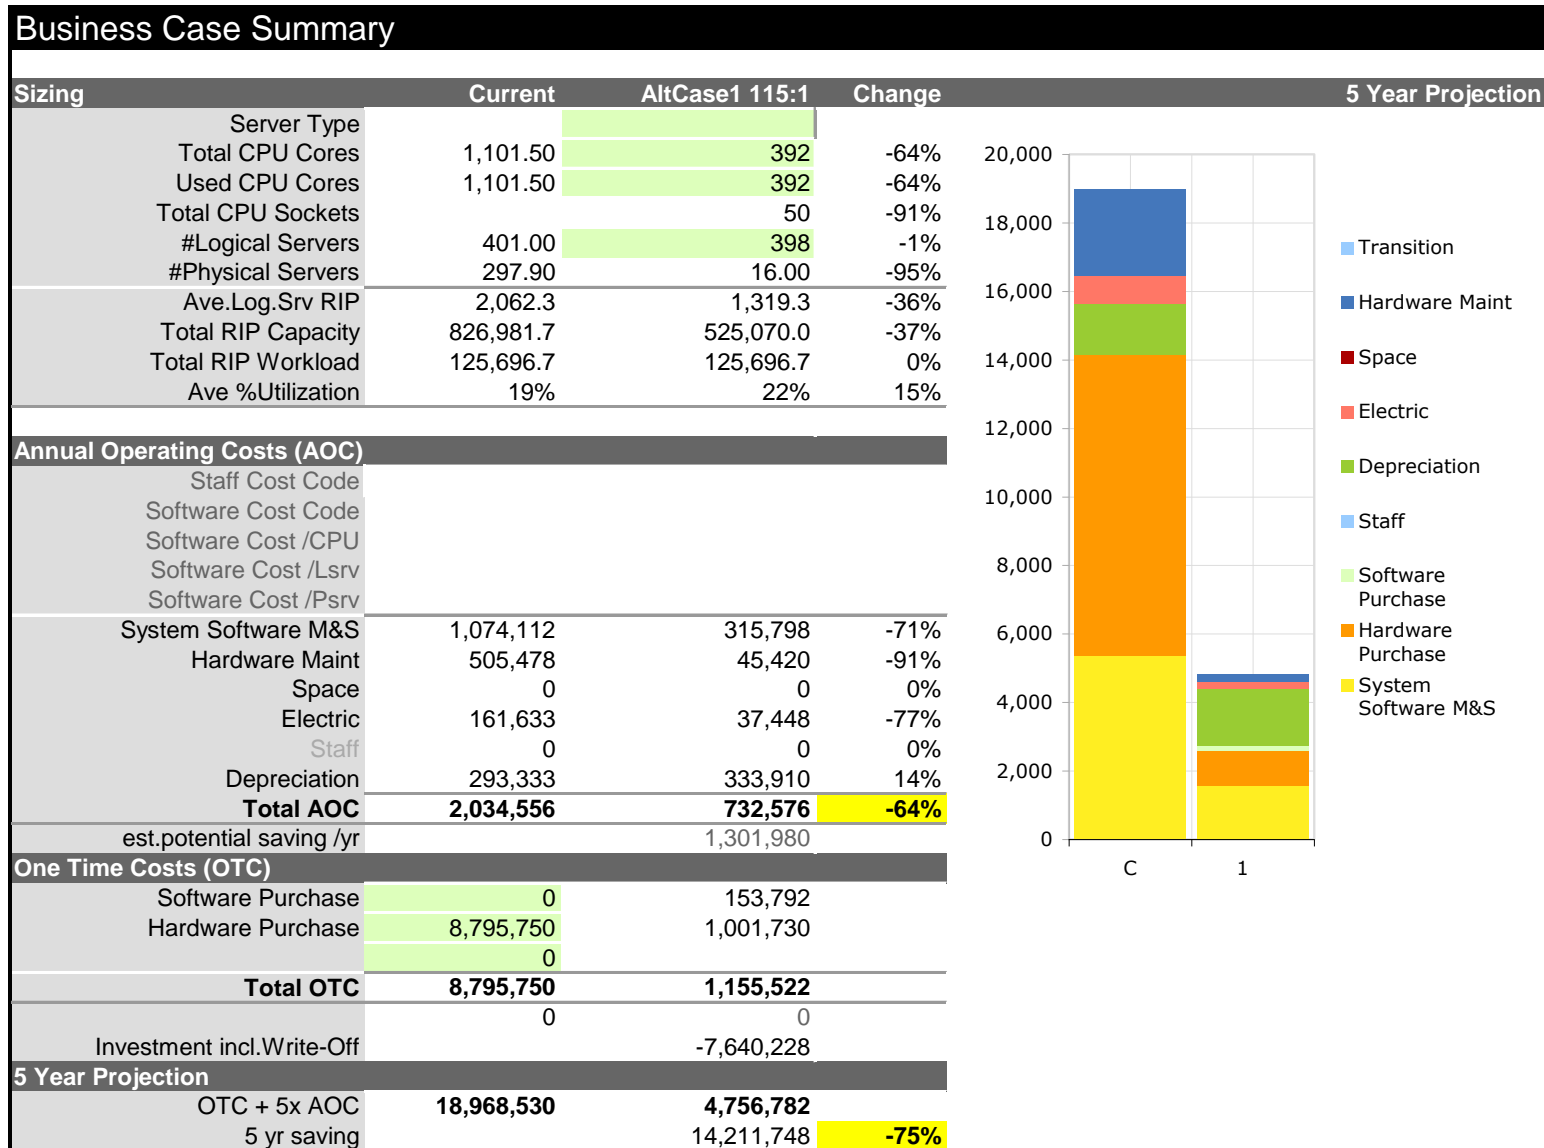 Business Case Summary
Sizing Current AltCase1 115:1 Change 5 Year Projection
Server Type
Total CPU Cores 1,101.50 392 -64%
Used CPU Cores 1,101.50 392 -64%
Total CPU Sockets 50 -91%
#Logical Servers 401.00 398 -1%
#Physical Servers 297.90 16.00 -95%
Ave.Log.Srv RIP 2,062.3 1,319.3 -36%
Total RIP Capacity 826,981.7 525,070.0 -37%
Total RIP Workload 125,696.7 125,696.7 0%
Ave %Utilization 19% 22% 15%
Annual Operating Costs (AOC)
Staff Cost Code
Software Cost Code
Software Cost /CPU
Software Cost /Lsrv
Software Cost /Psrv
System Software M&S 1,074,112 315,798 -71%
Hardware Maint 505,478 45,420 -91%
Space 0 0 0%
Electric 161,633 37,448 -77%
Staff 0 0 0%
Depreciation 293,333 333,910 14%
Total AOC 2,034,556 732,576 -64%
est.potential saving /yr 1,301,980
One Time Costs (OTC)
Software Purchase 0 153,792
Hardware Purchase 8,795,750 1,001,730
0
Total OTC 8,795,750 1,155,522
0 0
Investment incl.Write-Off -7,640,228
5 Year Projection
OTC + 5x AOC 18,968,530 4,756,782
5 yr saving 14,211,748 -75%
20,000
18,000
16,000
14,000
12,000
10,000
8,000
6,000
4,000
2,000
0
C 1
Transition
Hardware Maint
Space
Electric
Depreciation
Staff
Software
Purchase
Hardware
Purchase
System
Software M&S